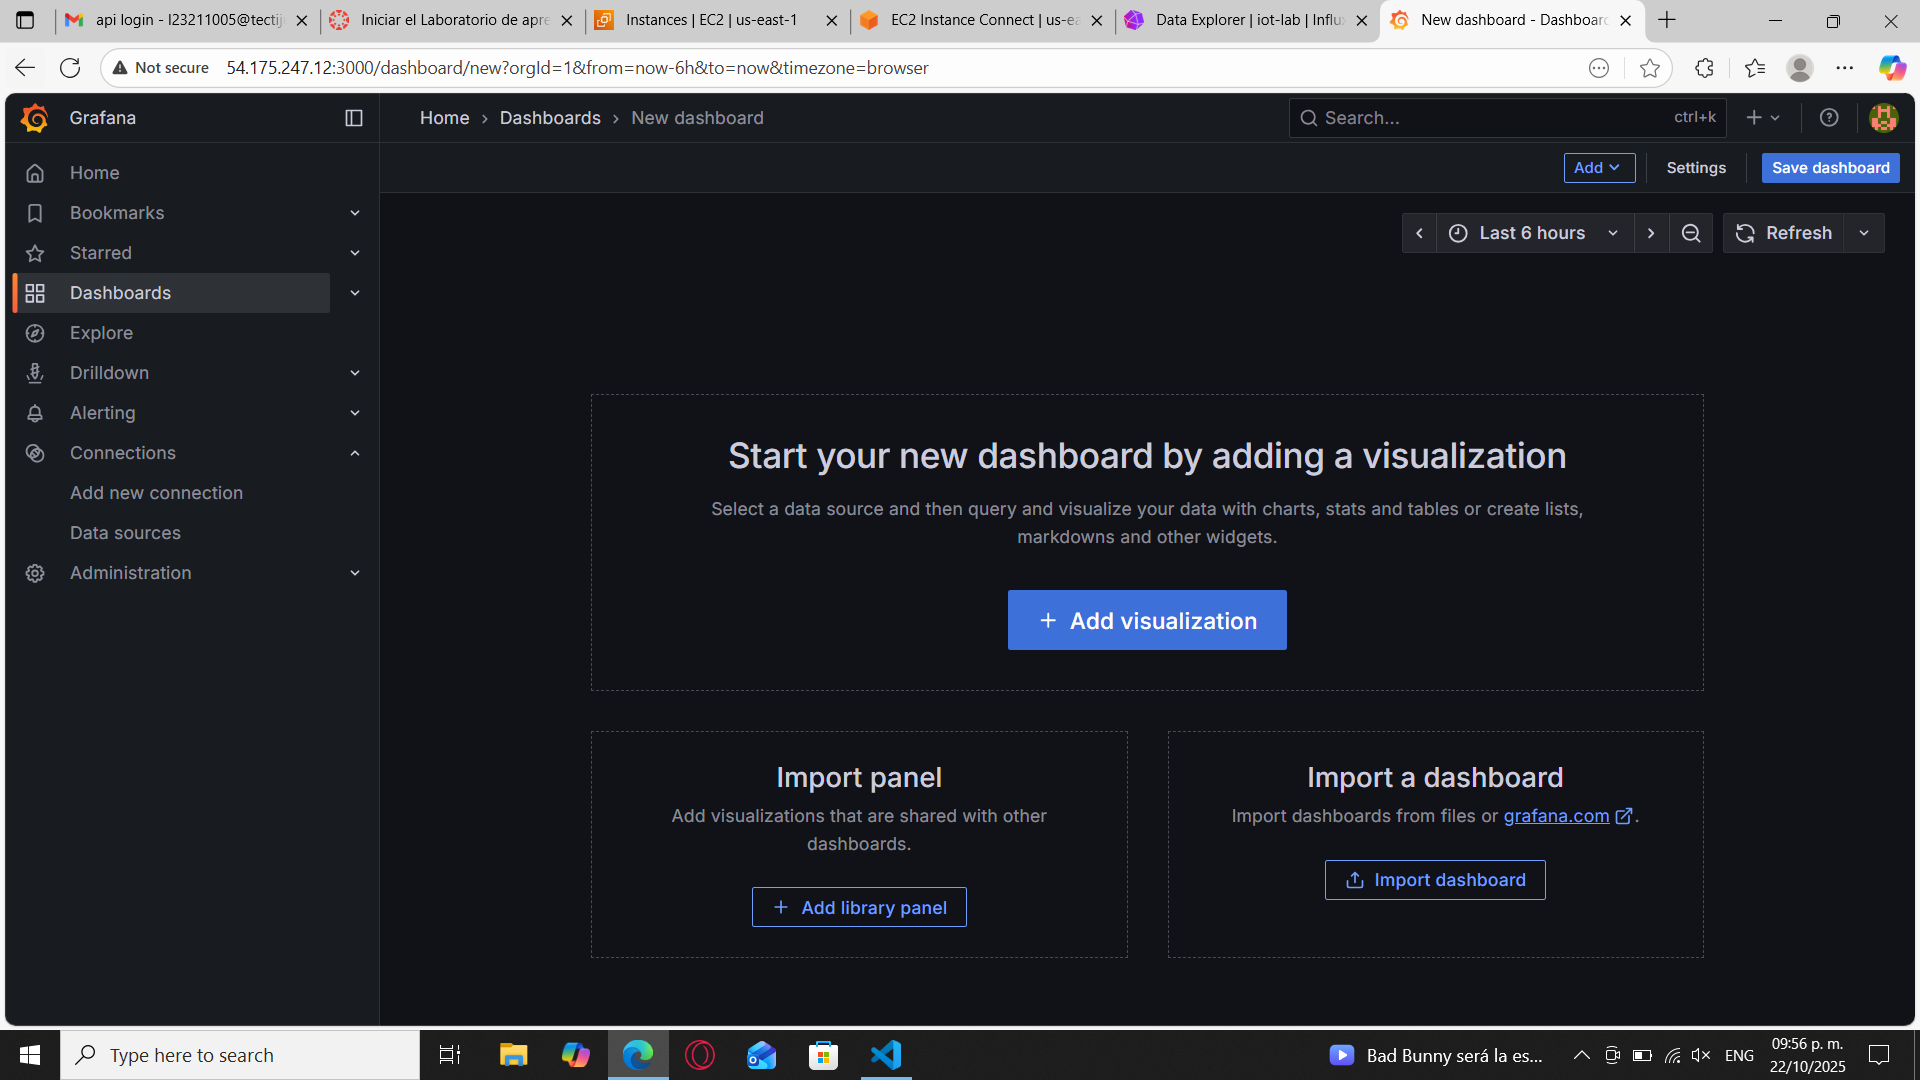 api login - l23211005@tectij
Iniciar el Laboratorio de apre
Instances | EC2 | us-east-1
EC2 Instance Connect | us-ea
Data Explorer | iot-lab | Influx
New dashboard - Dashboard
Not secure
54.175.247.12:3000/dashboard/new?orgId=1&from=now-6h&to=now&timezone=browser
Grafana
Home › Dashboards › New dashboard
Search...
ctrl+k
Add
Settings
Save dashboard
Last 6 hours
Refresh
Home
Bookmarks
Starred
Dashboards
Explore
Drilldown
Alerting
Connections
Add new connection
Data sources
Administration
Start your new dashboard by adding a visualization
Select a data source and then query and visualize your data with charts, stats and tables or create lists,
markdowns and other widgets.
+ Add visualization
Import panel
Add visualizations that are shared with other
dashboards.
+ Add library panel
Import a dashboard
Import dashboards from files or grafana.com.
Import dashboard
Type here to search
Bad Bunny será la es...
ENG
09:56 p. m.
22/10/2025